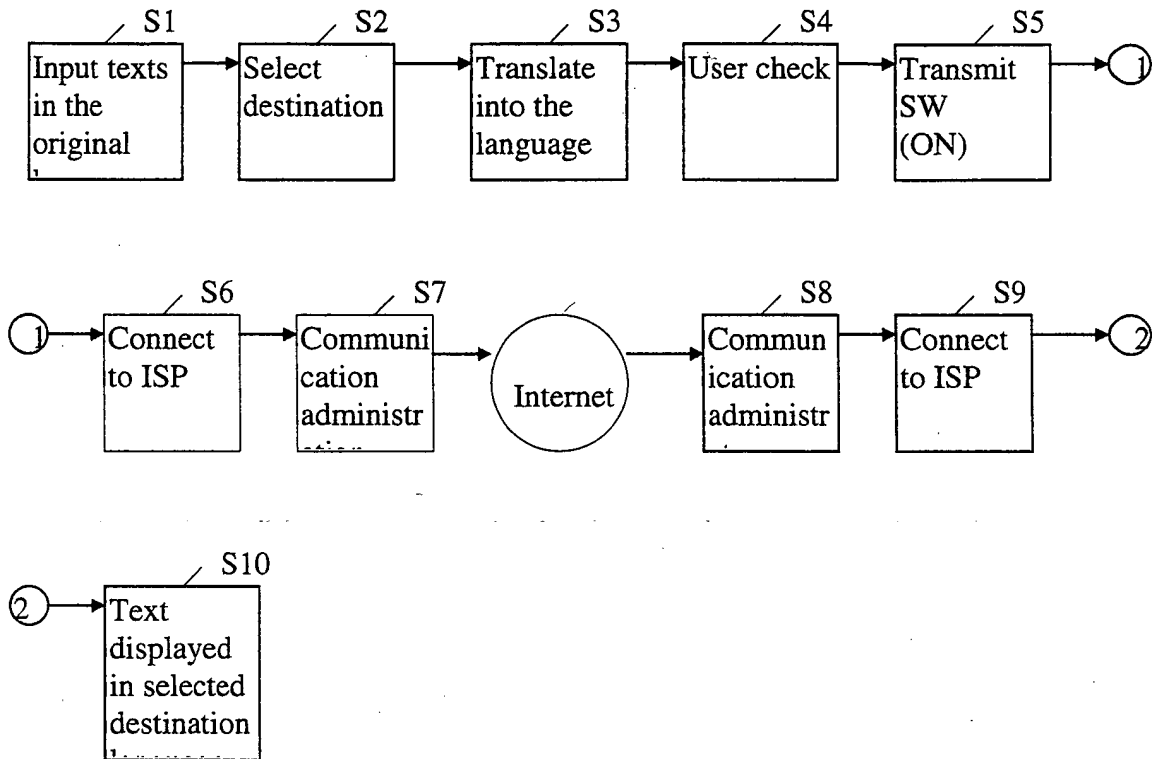 S1
Input texts
in the
original
S2
Select
destination
S3
Translate
into the
language
S4
User check
S5
Transmit
SW
(ON)
1
1
S6
Connect
to ISP
S7
Communi
cation
administr
Internet
S8
Commun
ication
administr
S9
Connect
to ISP
2
2
S10
Text
displayed
in selected
destination